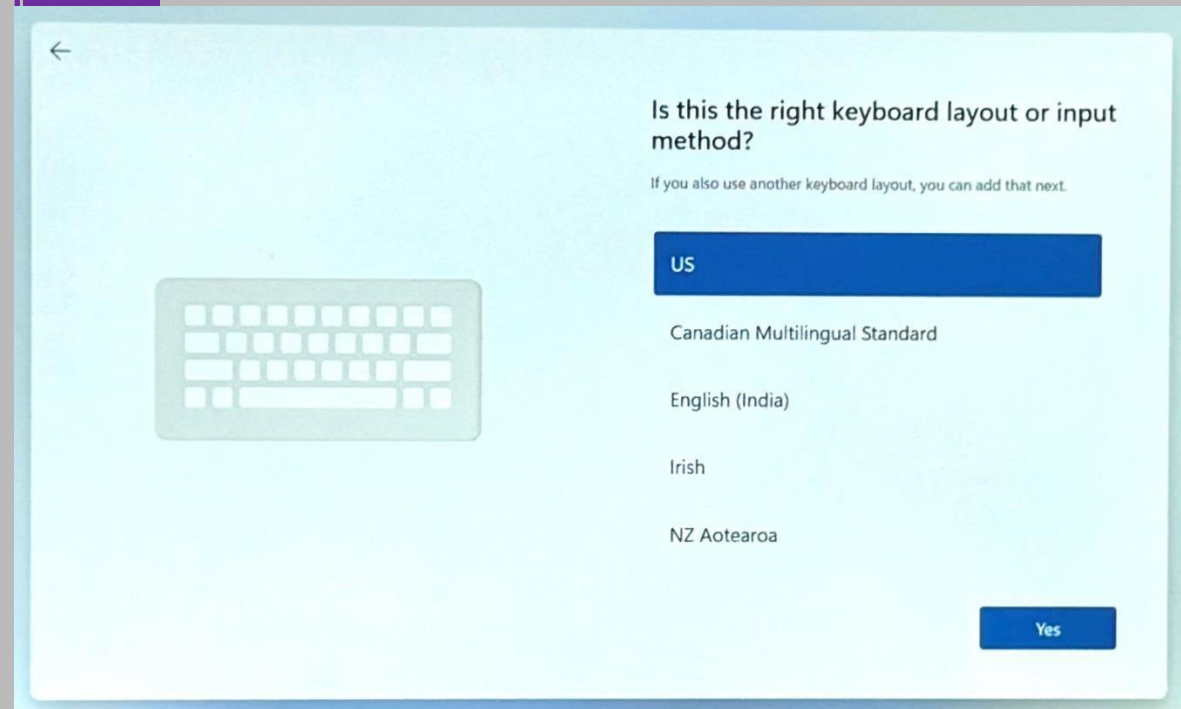 Is this the right keyboard layout or input
method?
If you also use another keyboard layout, you can add that next.
US
Canadian Multilingual Standard
English (India)
Irish
NZ Aotearoa
Yes